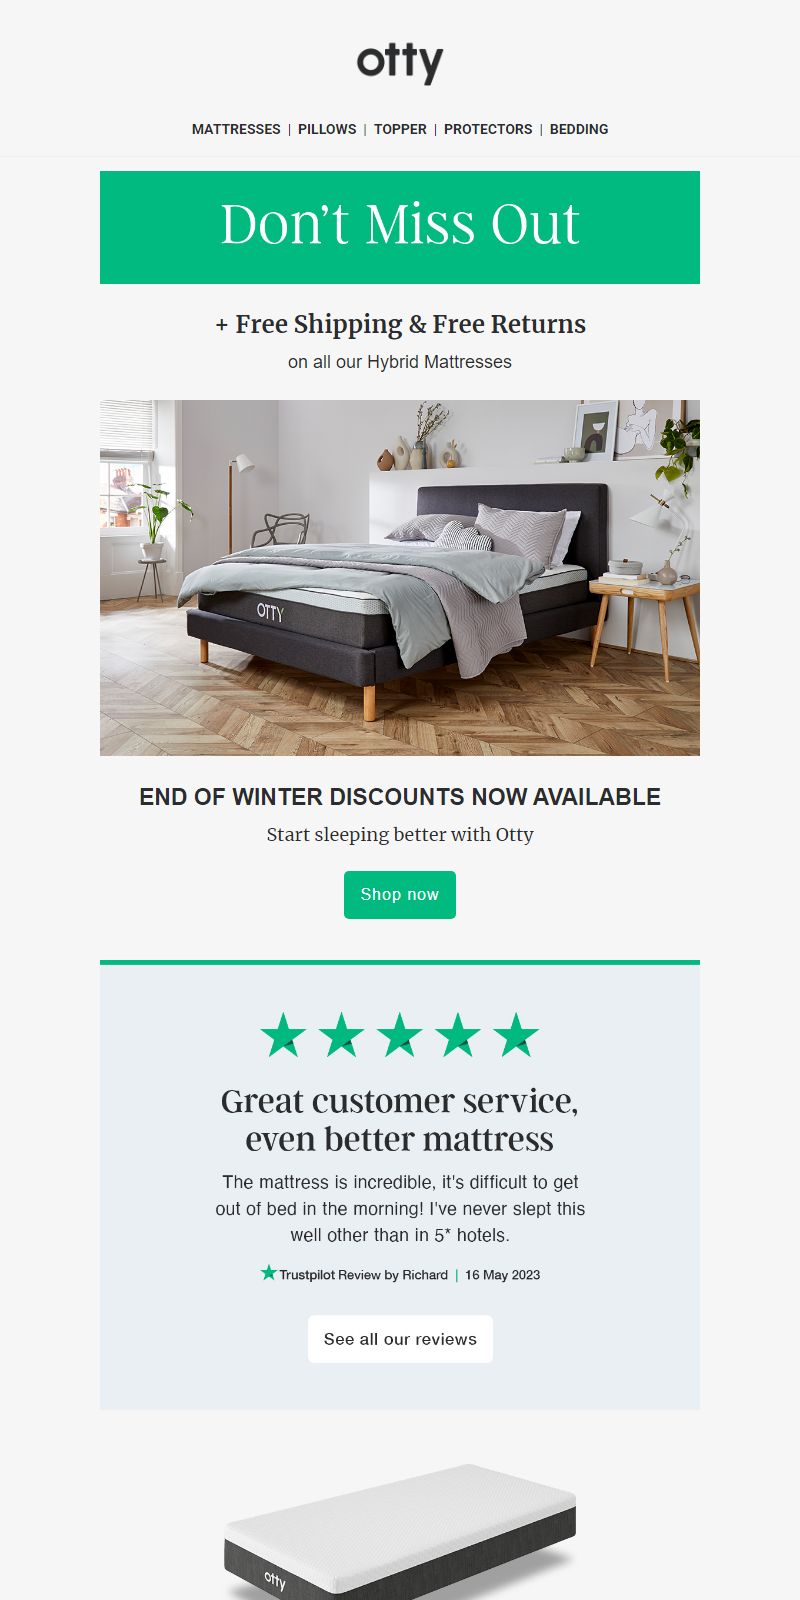 otty
MATTRESSES | PILLOWS | TOPPER | PROTECTORS | BEDDING
Don’t Miss Out
+ Free Shipping & Free Returns
on all our Hybrid Mattresses
OTTY
END OF WINTER DISCOUNTS NOW AVAILABLE
Start sleeping better with Otty
Shop now
Great customer service,
even better mattress
The mattress is incredible, it's difficult to get
out of bed in the morning! I've never slept this
well other than in 5* hotels.
Trustpilot Review by Richard | 16 May 2023
See all our reviews
otty